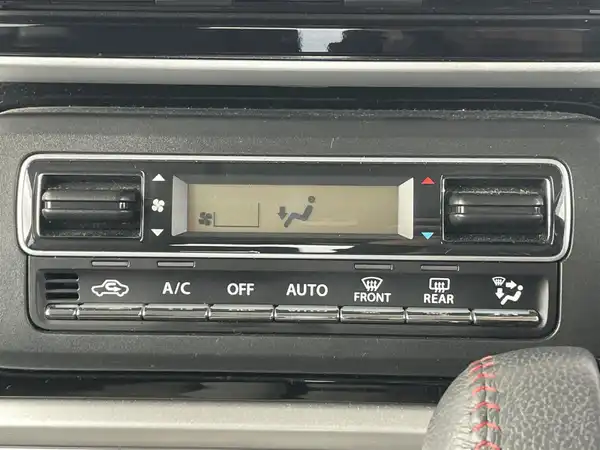 A/C OFF AUTO FRONT REAR